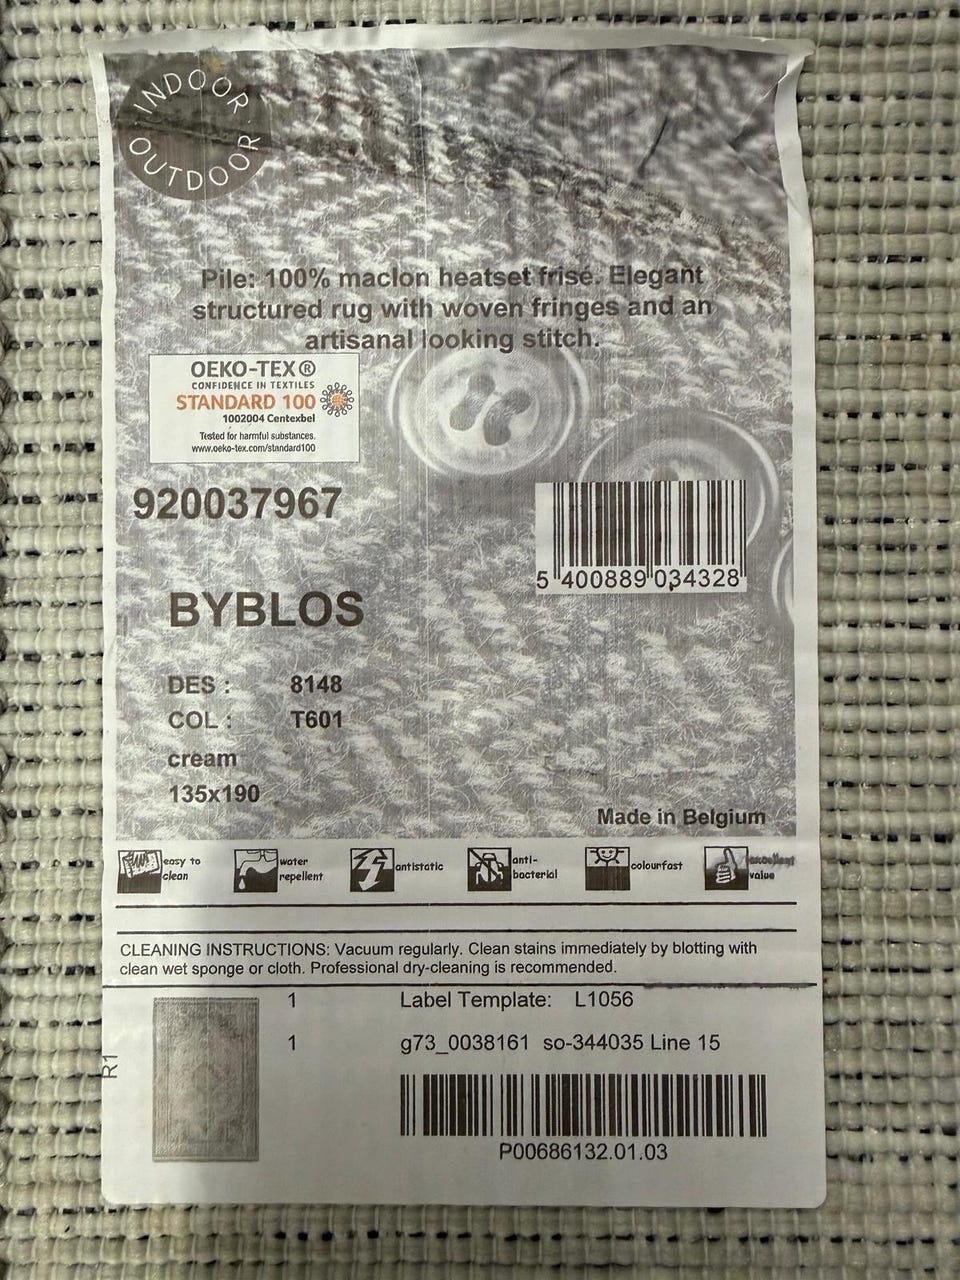 INDOOR
OUTDOOR
Pile: 100% maclon heatset frisé. Elegant
structured rug with woven fringes and an
artisanal looking stitch.
OEKO-TEX®
CONFIDENCE IN TEXTILES
STANDARD 100
1002004 Centexbel
Tested for harmful substances.
www.oeko-tex.com/standard100
920037967
5 400889 034328
BYBLOS
DES : 8148
COL : T601
cream
135x190
Made in Belgium
easy to
clean
water
repellent
antistatic
anti-
bacterial
colourfast
excellent
value
CLEANING INSTRUCTIONS: Vacuum regularly. Clean stains immediately by blotting with
clean wet sponge or cloth. Professional dry-cleaning is recommended.
1 Label Template: L1056
1 g73_0038161 so-344035 Line 15
R1
P00686132.01.03